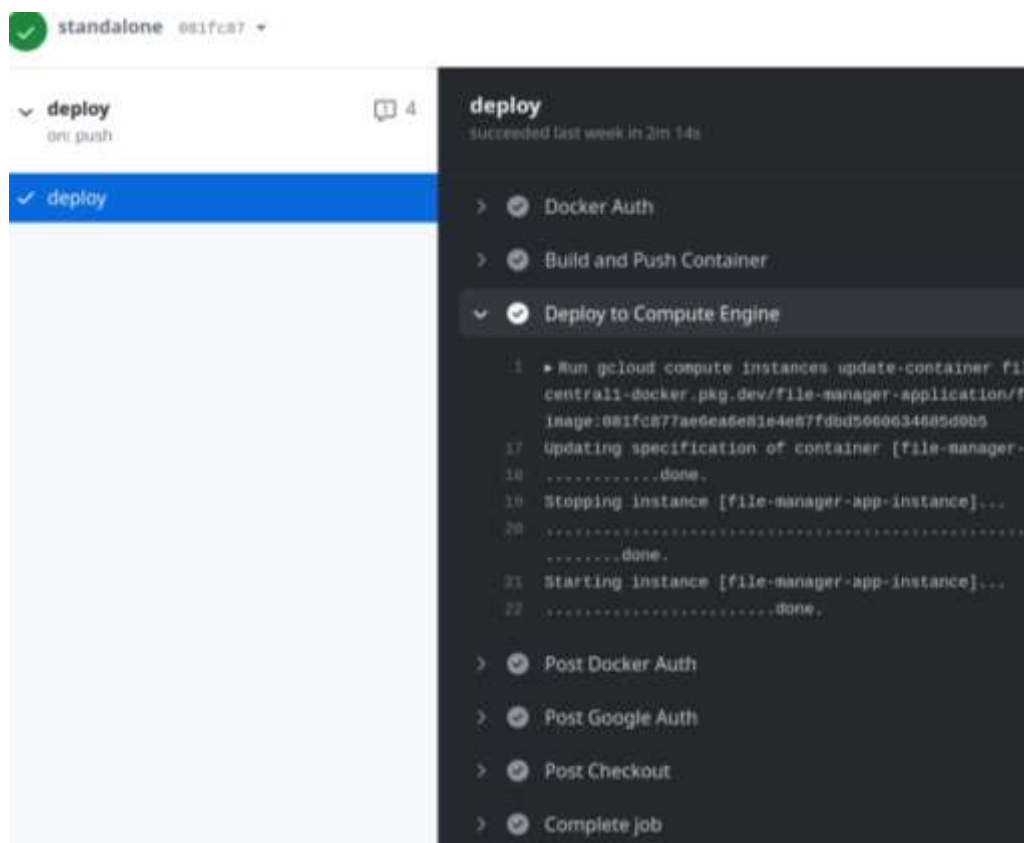 standalone 081fc87
deploy 4
on: push
deploy
deploy
succeeded last week in 2m 14s
Docker Auth
Build and Push Container
Deploy to Compute Engine
1 Run gcloud compute instances update-container fil
central1-docker.pkg.dev/file-manager-application/f
17 Updating specification of container [file-manager-
18 ............done.
19 Stopping instance [file-manager-app-instance]...
20 ...................................................
........done.
21 Starting instance [file-manager-app-instance]...
22 ........................done.
Post Docker Auth
Post Google Auth
Post Checkout
Complete job